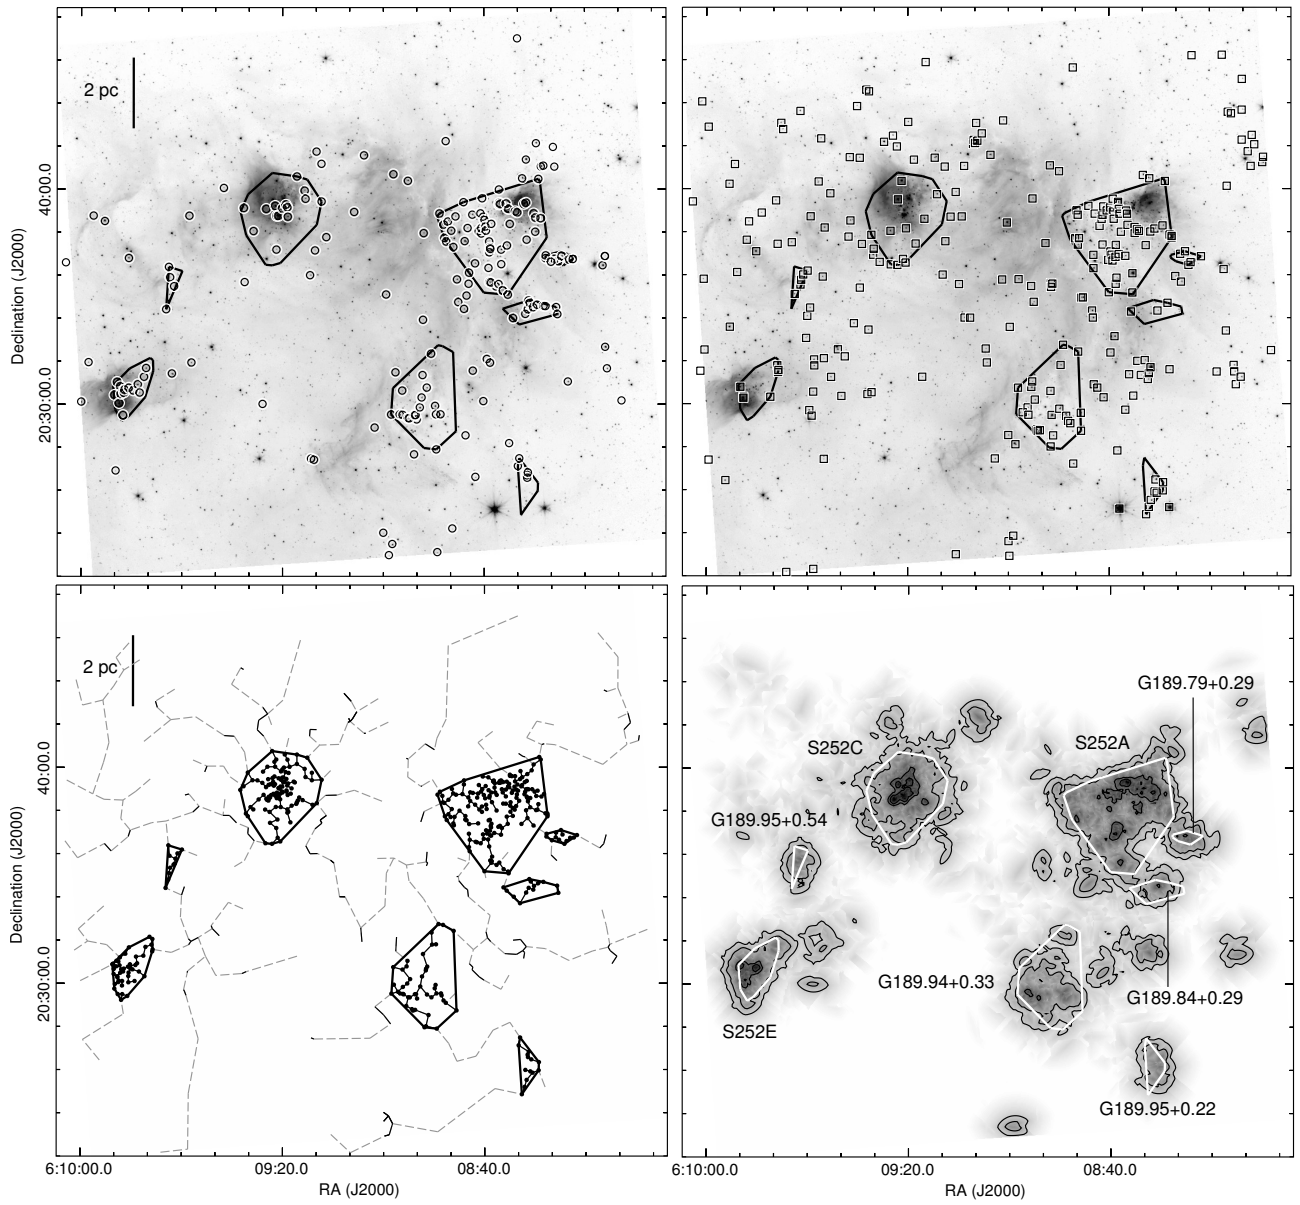 2 pc
40:00.0
Declination (J2000)
20:30:00.0
2 pc
G189.79+0.29
S252C
S252A
G189.95+0.54
40:00.0
Declination (J2000)
20:30:00.0
G189.94+0.33
G189.84+0.29
S252E
G189.95+0.22
6:10:00.0 09:20.0 08:40.0 6:10:00.0 09:20.0 08:40.0
RA (J2000) RA (J2000)